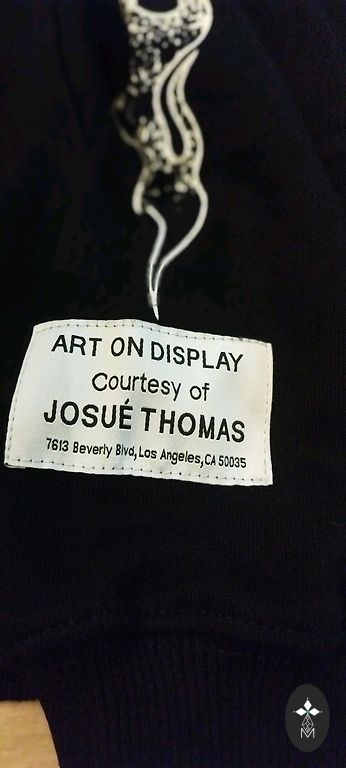 ART ON DISPLAY
Courtesy of
JOSUÉ THOMAS
7613 Beverly Blvd, Los Angeles, CA 50035
M